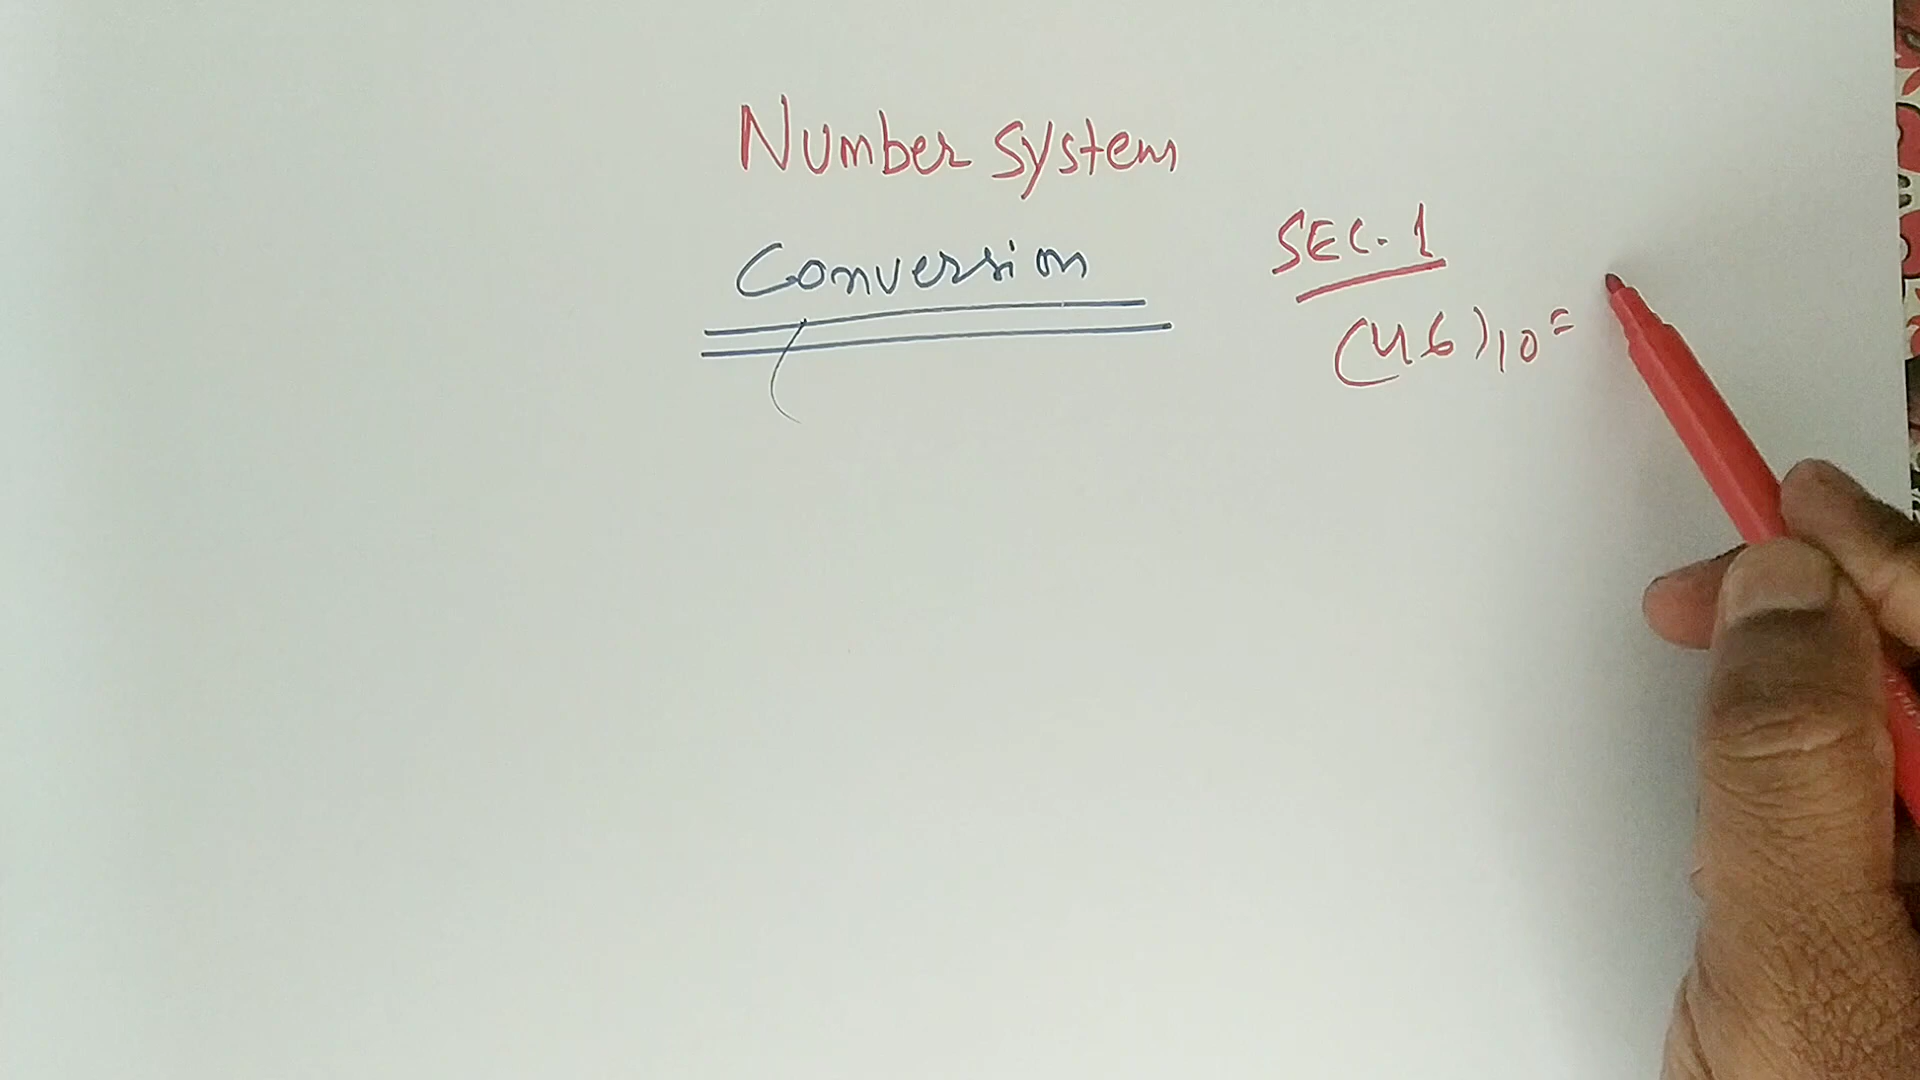 Number system
Conversion
SEC. 1
(46)10 =